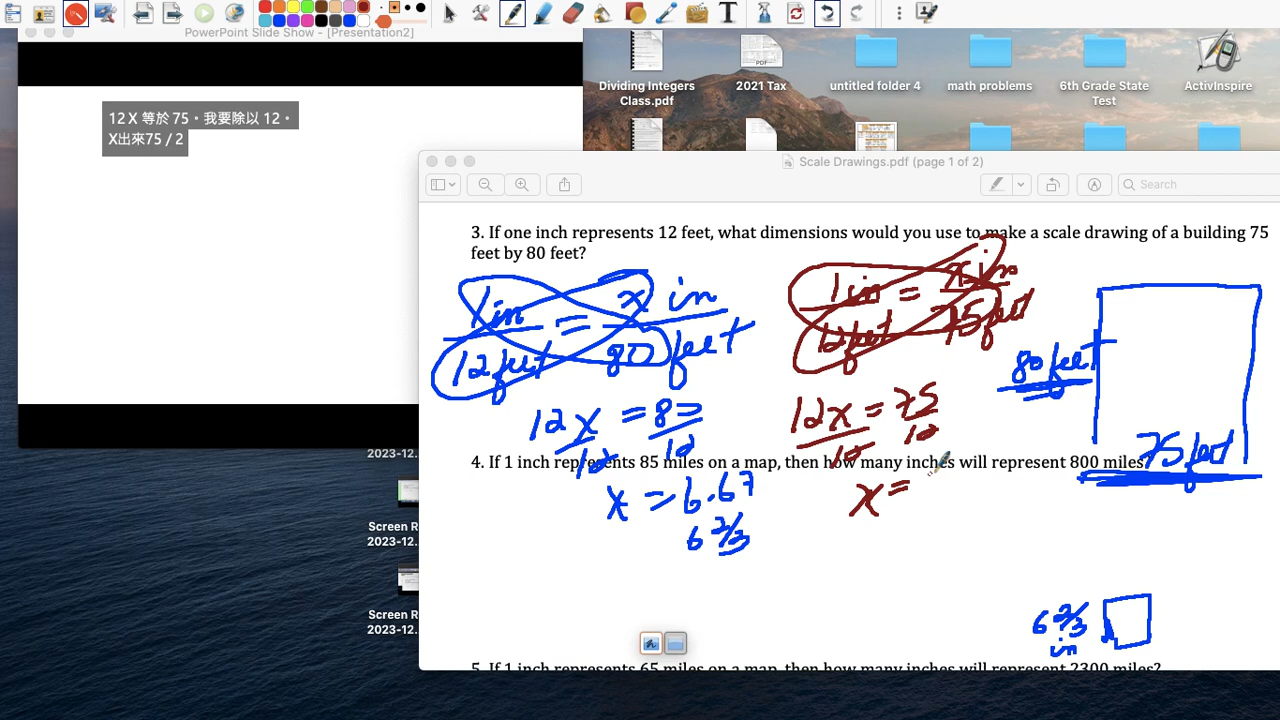 PowerPoint Slide Show - [Presentation2]
12 X 等於 75。我要除以 12。
X出來75 / 2
Dividing Integers
Class.pdf
2021 Tax
untitled folder 4
math problems
6th Grade State
Test
ActivInspire
PDF
Scale Drawings.pdf (page 1 of 2)
Search
3. If one inch represents 12 feet, what dimensions would you use to make a scale drawing of a building 75
feet by 80 feet?
1 in = x in
12 feet 80 feet
12x = 80
12 12
x = 6.67
6 2/3
1 in = x in
12 feet 75 feet
12x = 75
12 12
x =
80 feet
75 feet
4. If 1 inch represents 85 miles on a map, then how many inches will represent 800 miles?
6 2/3
in
5. If 1 inch represents 65 miles on a map, then how many inches will represent 2300 miles?
2023-12.
Screen R
2023-12.
Screen R
2023-12.